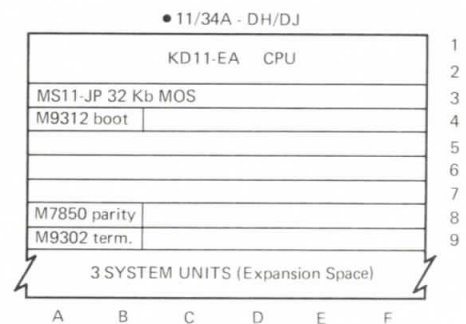 • 11/34A - DH/DJ
KD11-EA CPU
1
2
MS11-JP 32 Kb MOS
3
M9312 boot
4
5
6
7
M7850 parity
8
M9302 term.
9
3 SYSTEM UNITS (Expansion Space)
A B C D E F